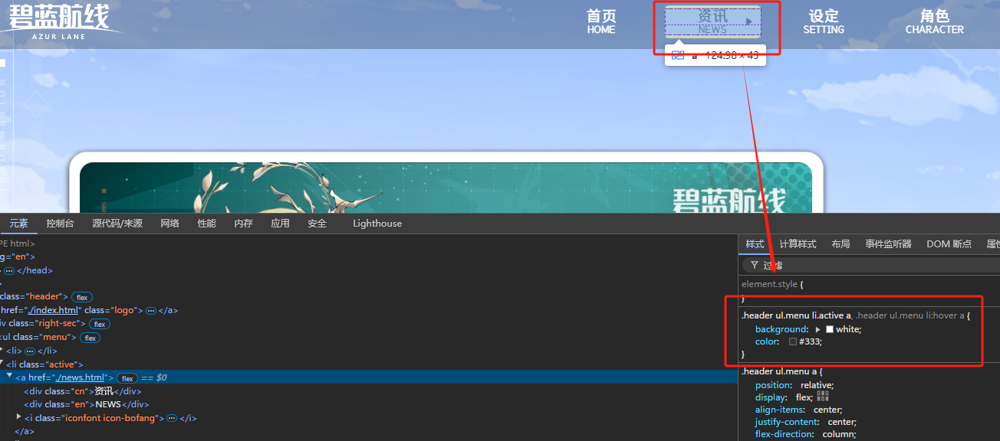 碧蓝航线
AZUR LANE
首页
HOME
资讯
NEWS
设定
SETTING
角色
CHARACTER
a 124.98 × 43
碧蓝航线
元素 控制台 源代码/来源 网络 性能 内存 应用 安全 Lighthouse
PE html>
g="en">
</head>
class="header"> flex
href="./index.html" class="logo"> </a>
iv class="right-sec"> flex
<ul class="menu"> flex
<li> </li>
<li class="active">
<a href="./news.html"> flex == $0
<div class="cn">资讯</div>
<div class="en">NEWS</div>
<i class="iconfont icon-bofang"> </i>
</a>
样式 计算样式 布局 事件监听器 DOM 断点 属性
过滤
element.style {
}
.header ul.menu li.active a, .header ul.menu li:hover a {
background: white;
color: #333;
}
.header ul.menu a {
position: relative;
display: flex;
align-items: center;
justify-content: center;
flex-direction: column;